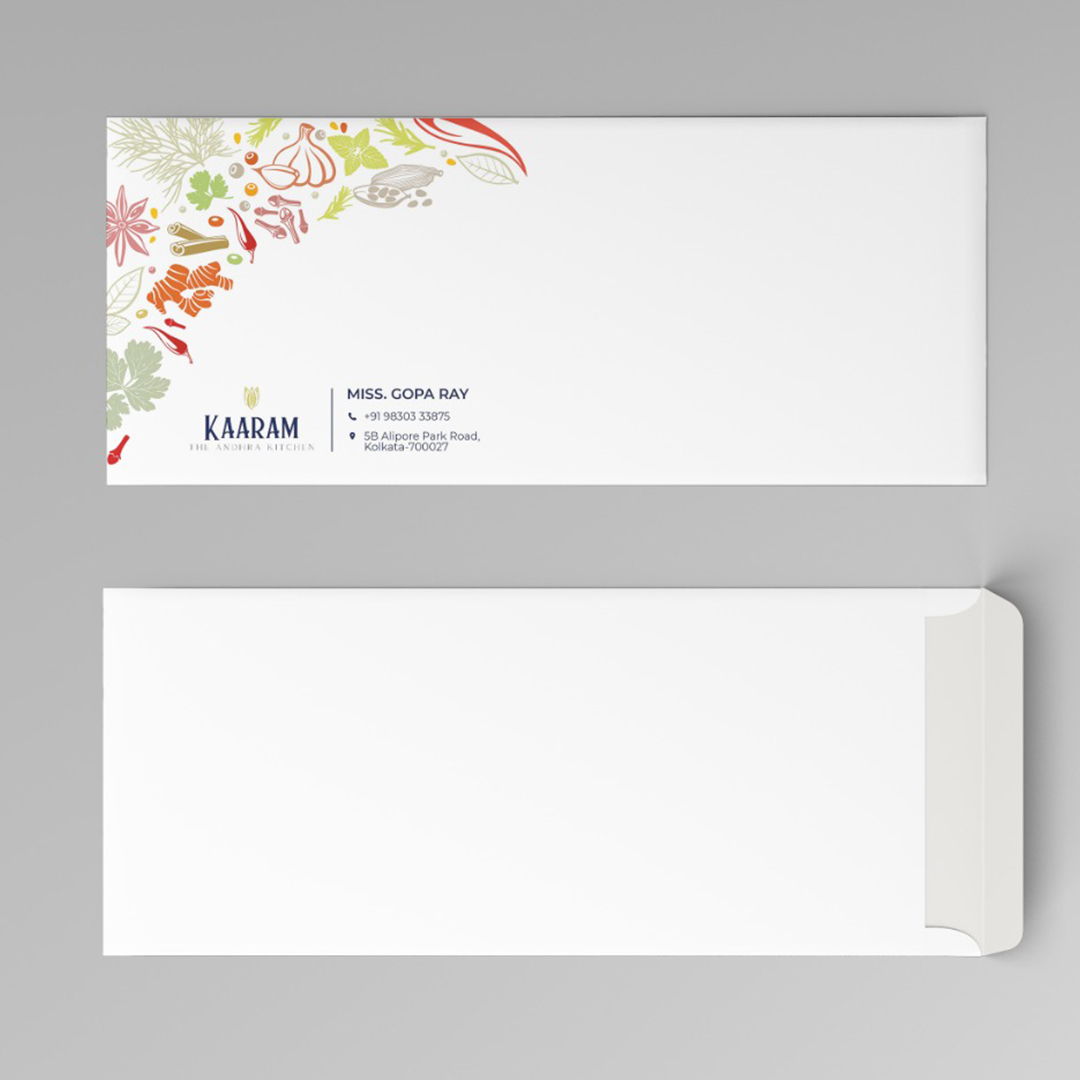 KAARAM
THE ANDHRA KITCHEN
MISS. GOPA RAY
+91 98303 33875
5B Alipore Park Road,
Kolkata-700027